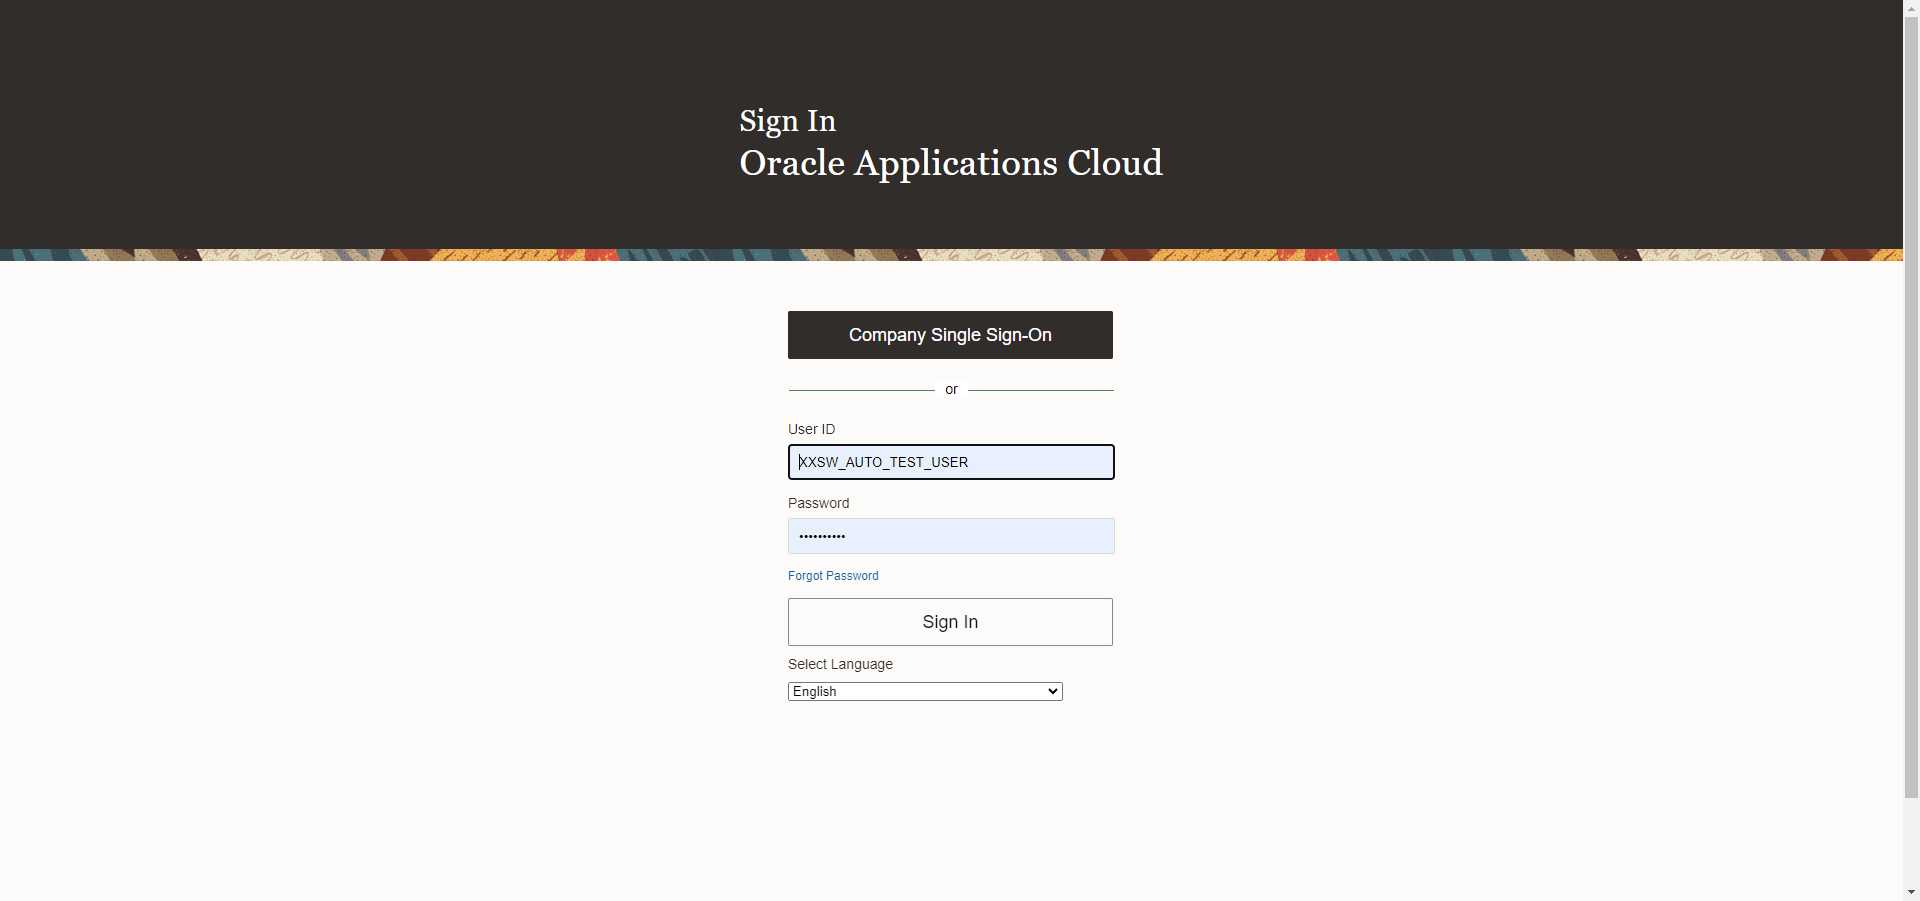 Sign In
Oracle Applications Cloud
Company Single Sign-On
or
User ID
XXSW_AUTO_TEST_USER
Password
••••••••••
Forgot Password
Sign In
Select Language
English